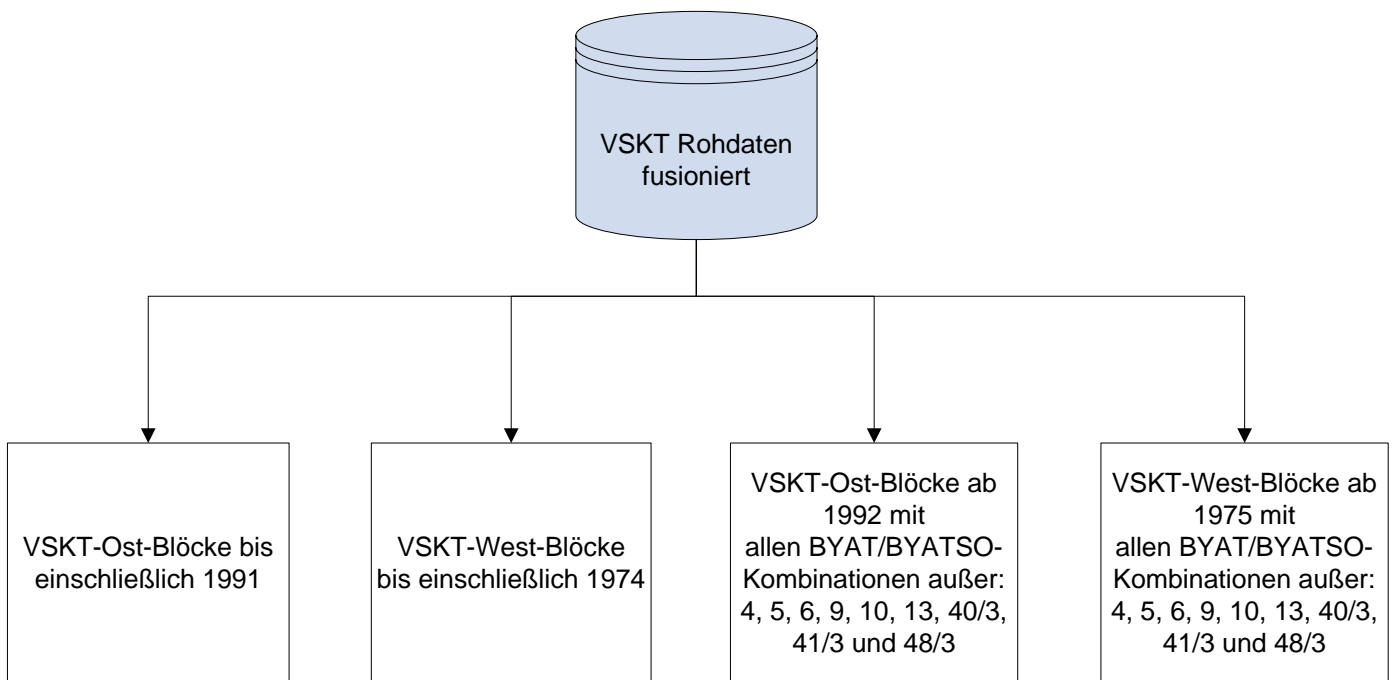 VSKT Rohdaten
fusioniert
VSKT-Ost-Blöcke bis
einschließlich 1991
VSKT-West-Blöcke
bis einschließlich 1974
VSKT-Ost-Blöcke ab
1992 mit
allen BYAT/BYATSO-
Kombinationen außer:
4, 5, 6, 9, 10, 13, 40/3,
41/3 und 48/3
VSKT-West-Blöcke ab
1975 mit
allen BYAT/BYATSO-
Kombinationen außer:
4, 5, 6, 9, 10, 13, 40/3,
41/3 und 48/3